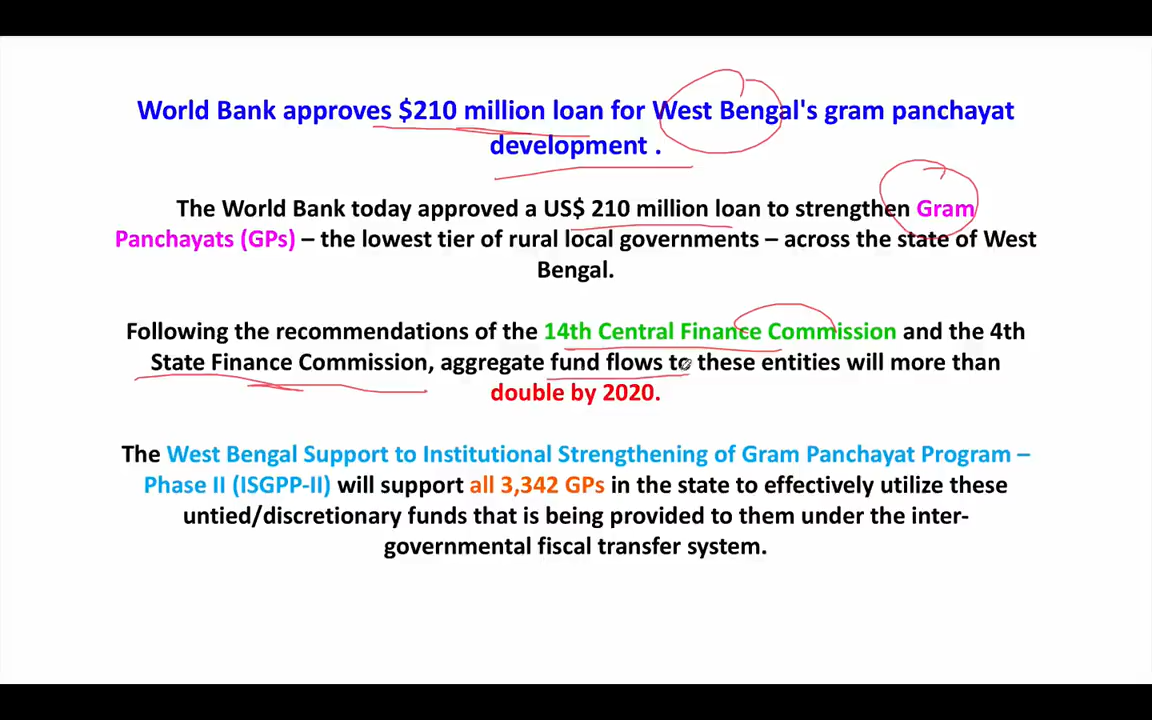 World Bank approves $210 million loan for West Bengal's gram panchayat
development .
The World Bank today approved a US$ 210 million loan to strengthen Gram
Panchayats (GPs) – the lowest tier of rural local governments – across the state of West
Bengal.
Following the recommendations of the 14th Central Finance Commission and the 4th
State Finance Commission, aggregate fund flows to these entities will more than
double by 2020.
The West Bengal Support to Institutional Strengthening of Gram Panchayat Program –
Phase II (ISGPP-II) will support all 3,342 GPs in the state to effectively utilize these
untied/discretionary funds that is being provided to them under the inter-
governmental fiscal transfer system.